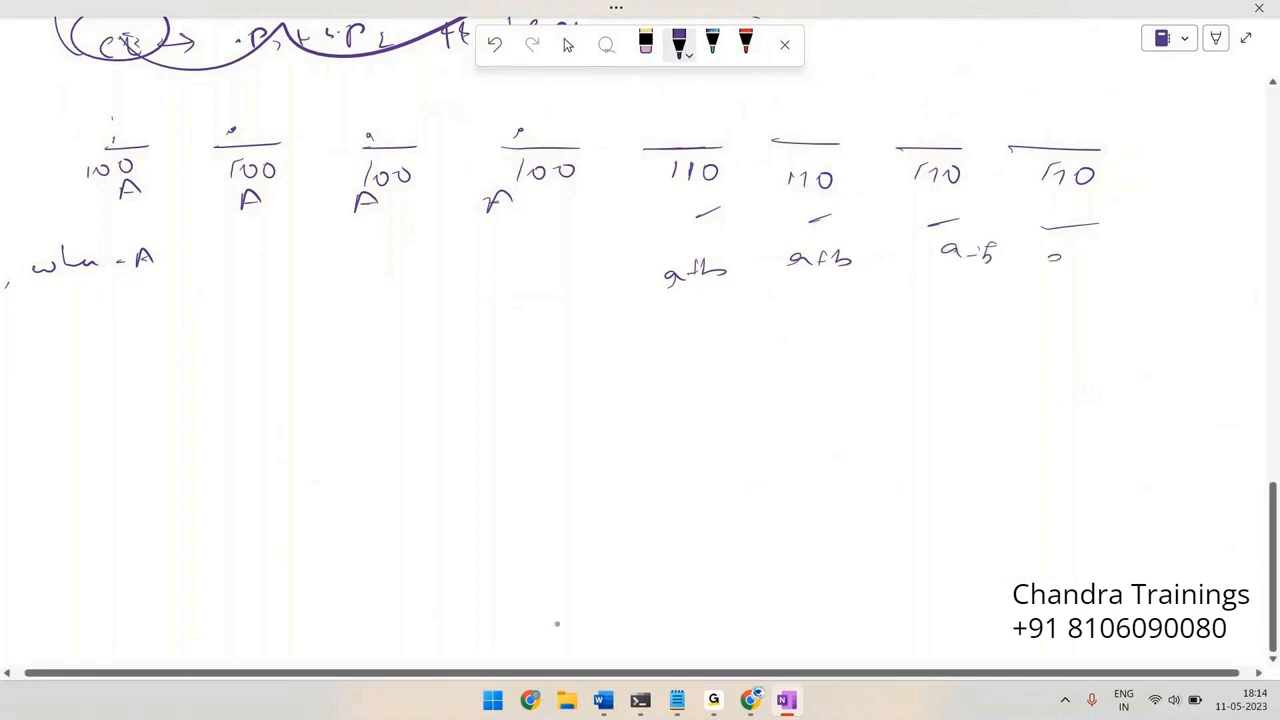 100 100 100 100 110 110 110 110
A A A A
when - A a+b a+b a-b
Chandra Trainings
+91 8106090080
ENG
IN
18:14
11-05-2023